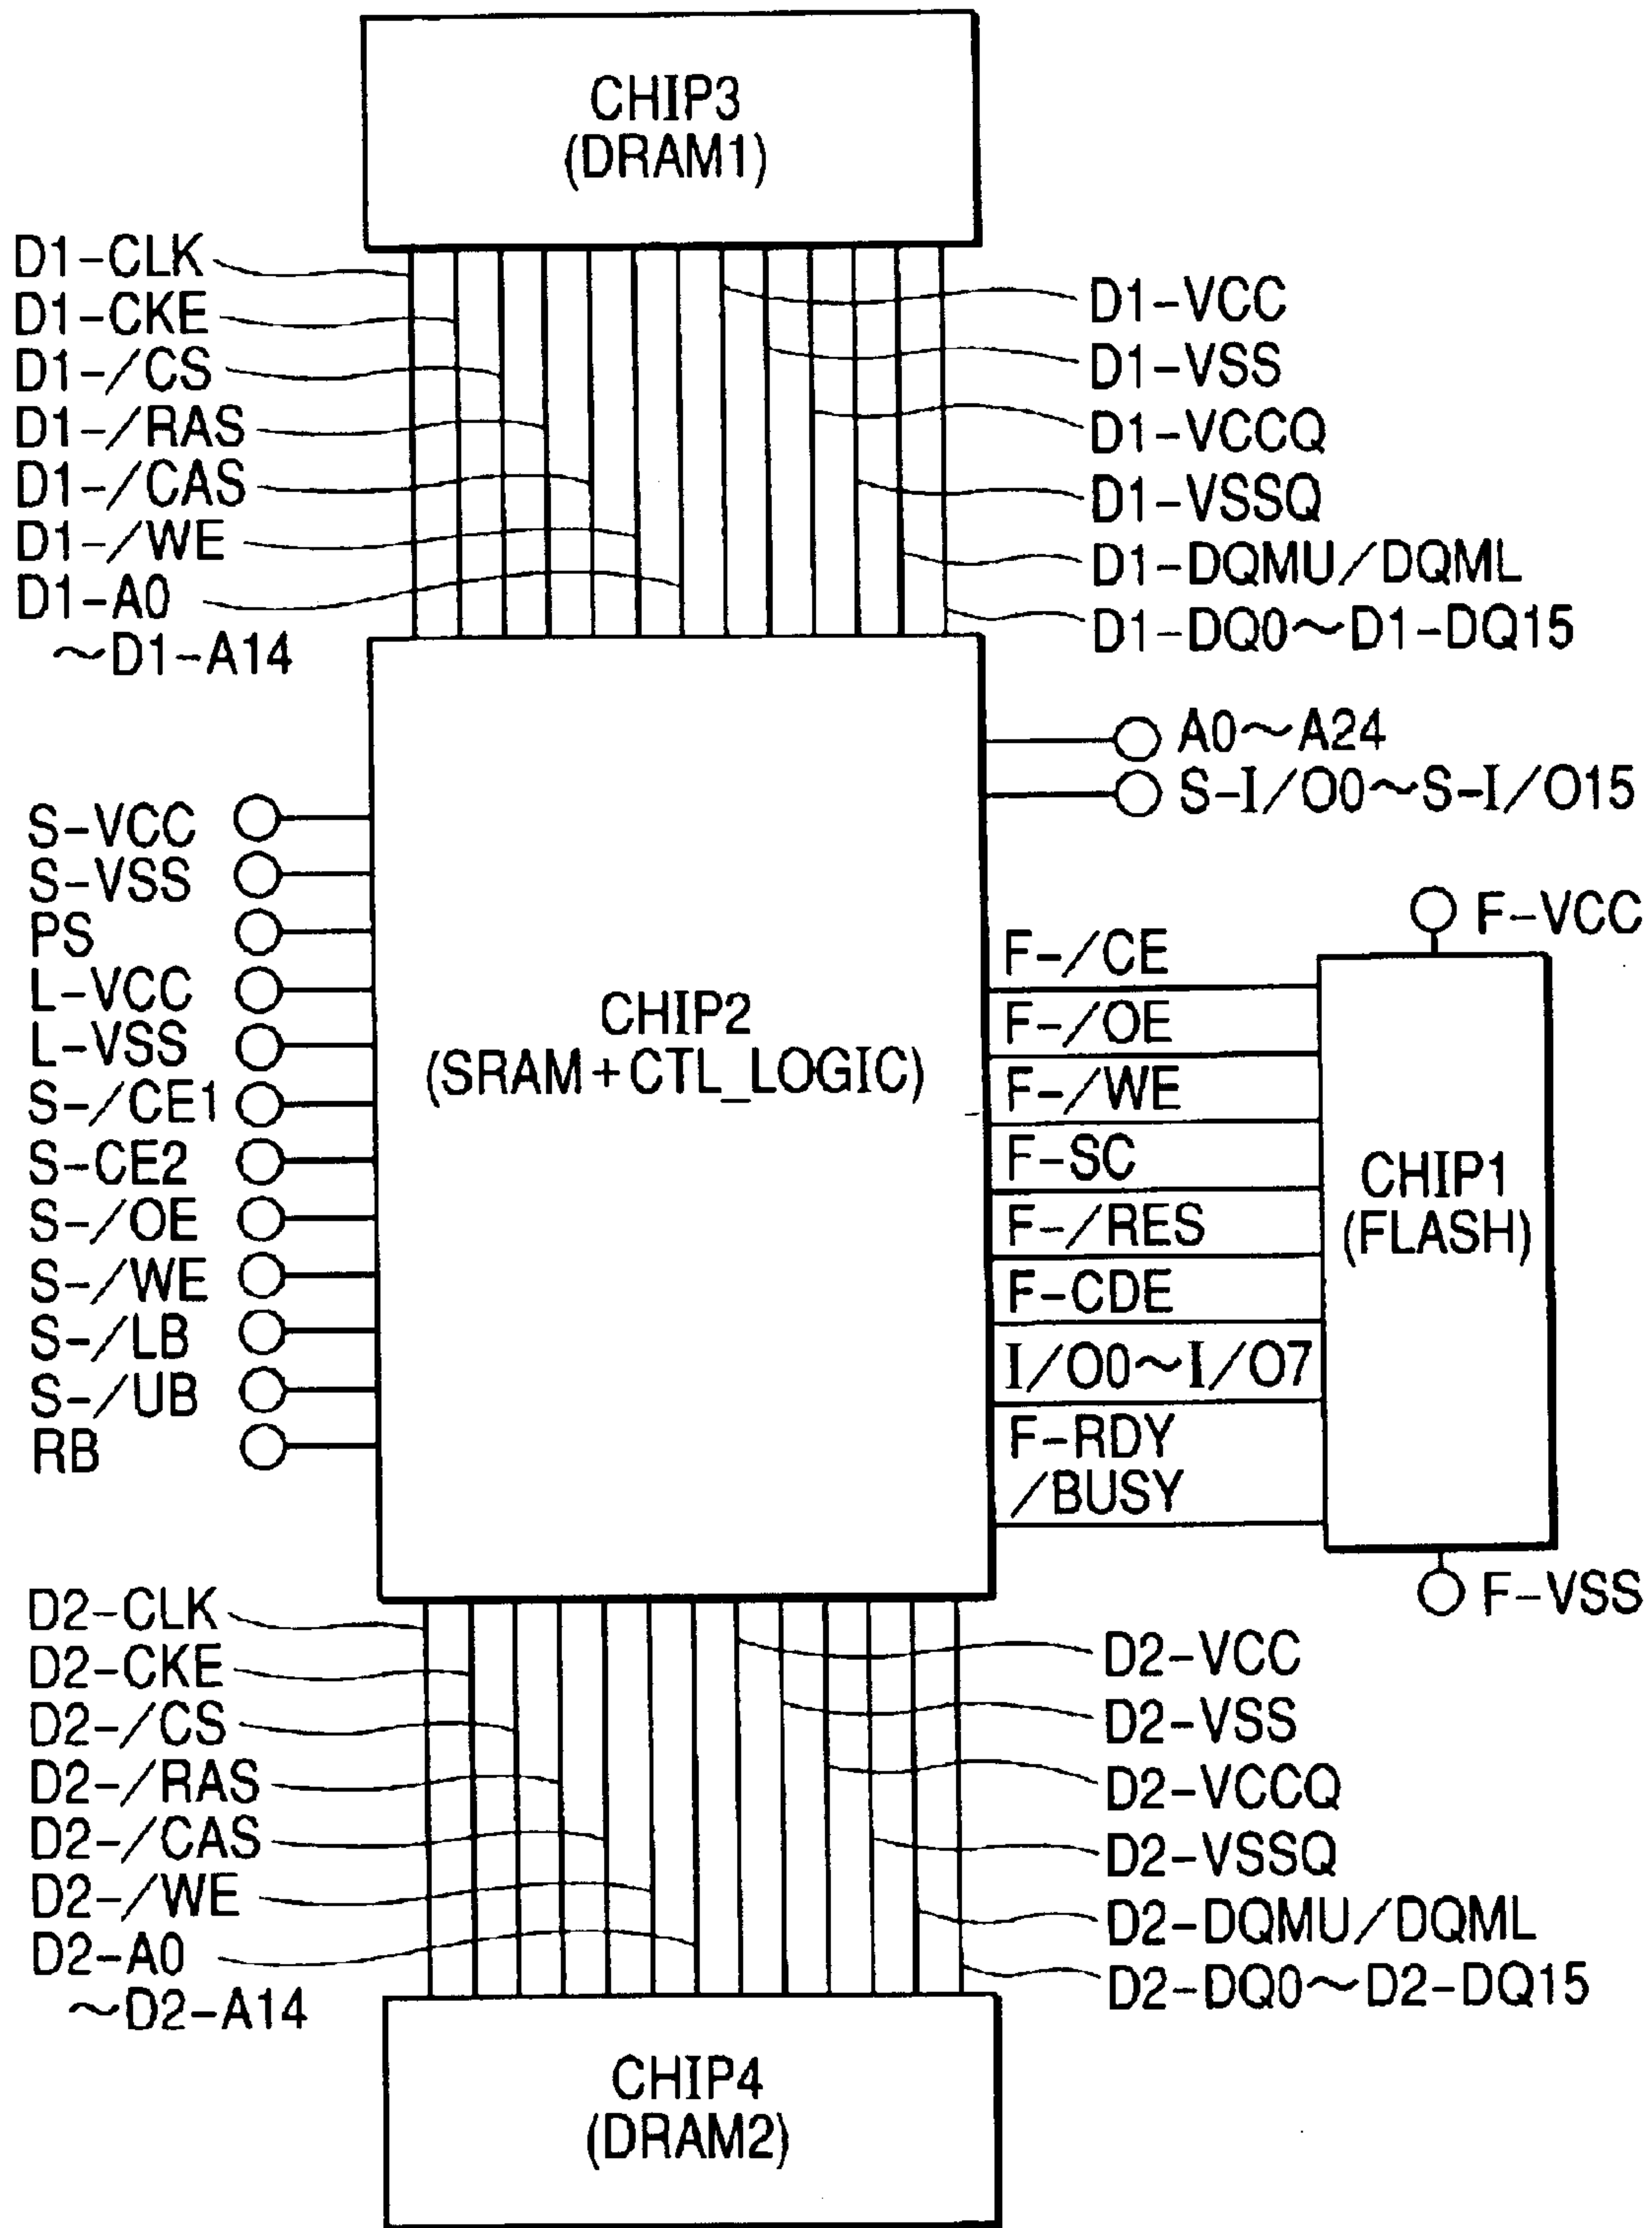 CHIP3
(DRAM1)
D1-CLK
D1-CKE
D1-/CS
D1-/RAS
D1-/CAS
D1-/WE
D1-A0
~D1-A14
D1-VCC
D1-VSS
D1-VCCQ
D1-VSSQ
D1-DQMU/DQML
D1-DQ0~D1-DQ15
A0~A24
S-I/O0~S-I/O15
S-VCC
S-VSS
PS
L-VCC
L-VSS
S-/CE1
S-CE2
S-/OE
S-/WE
S-/LB
S-/UB
RB
CHIP2
(SRAM+CTL_LOGIC)
F-/CE
F-/OE
F-/WE
F-SC
F-/RES
F-CDE
I/O0~I/O7
F-RDY
/BUSY
F-VCC
CHIP1
(FLASH)
F-VSS
D2-CLK
D2-CKE
D2-/CS
D2-/RAS
D2-/CAS
D2-/WE
D2-A0
~D2-A14
D2-VCC
D2-VSS
D2-VCCQ
D2-VSSQ
D2-DQMU/DQML
D2-DQ0~D2-DQ15
CHIP4
(DRAM2)